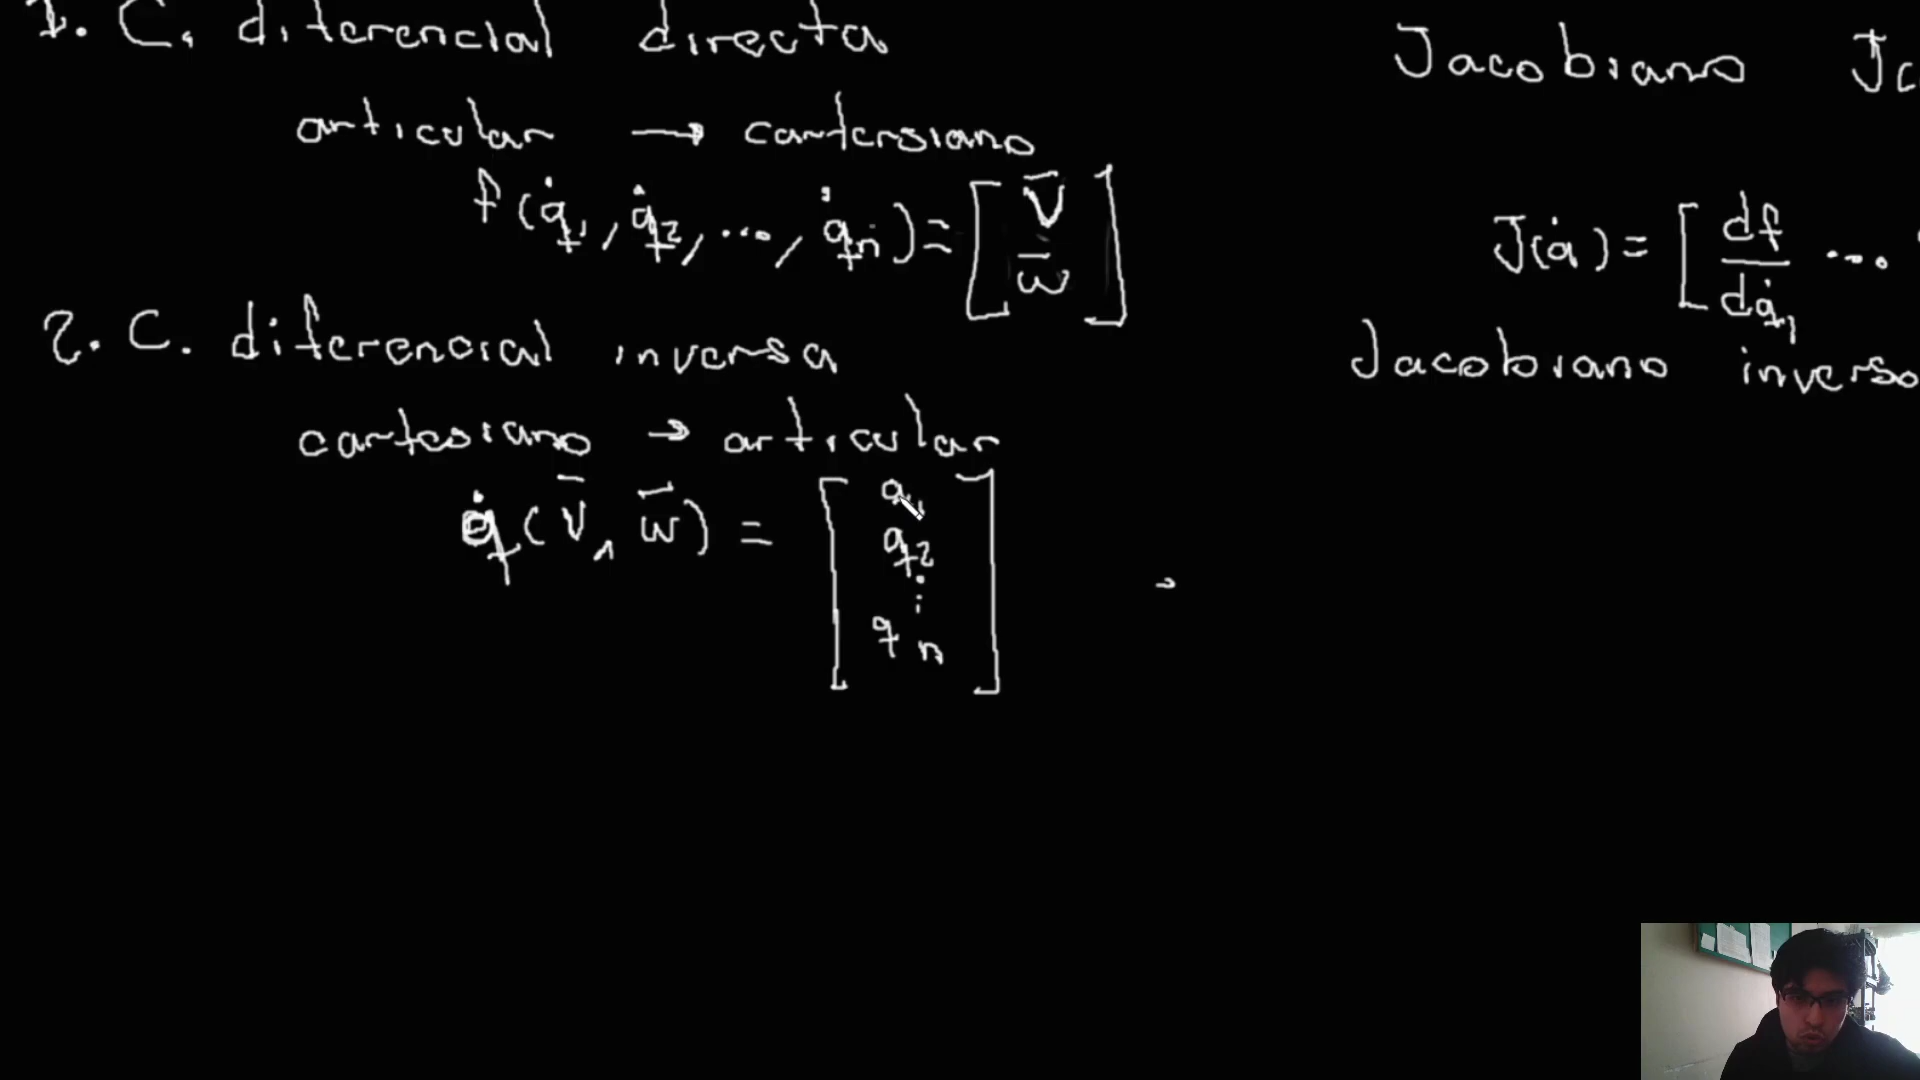 1. C. diferencial directa
articular → cartersiano
f(q̇1, q̇2, ..., q̇n) = [ V̄ ω̄ ]
2. C. diferencial inversa
cartesiano → articular
q̇(v̄, w̄) = [ q1 q2 ⋮ qn ]
Jacobiano J
J(q̇) = [ df/dq̇1 ...
Jacobiano inverso